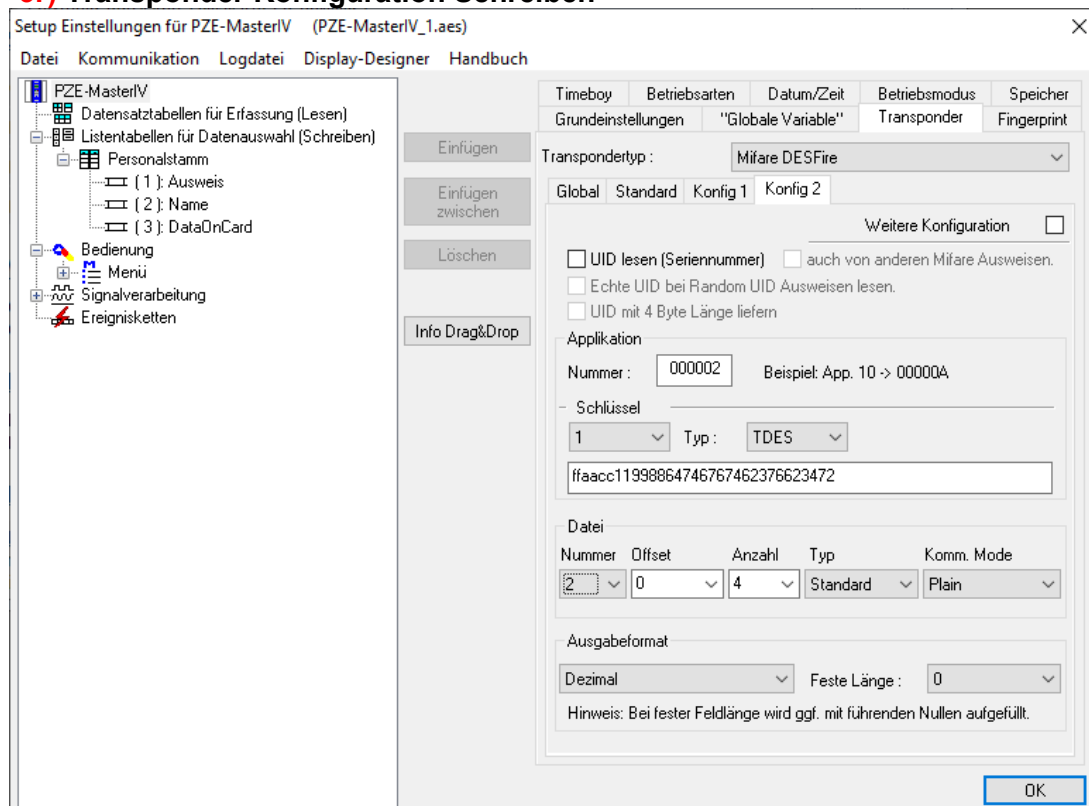 Transponder Konfiguration Schreiben
Setup Einstellungen für PZE-MasterIV (PZE-MasterIV_1.aes)
Datei Kommunikation Logdatei Display-Designer Handbuch
PZE-MasterIV
Datensatztabellen für Erfassung (Lesen)
Listentabellen für Datenauswahl (Schreiben)
Personalstamm
( 1 ): Ausweis
( 2 ): Name
( 3 ): DataOnCard
Bedienung
Menü
Signalverarbeitung
Ereignisketten
Einfügen
Einfügen
zwischen
Löschen
Info Drag&Drop
Timeboy Betriebsarten Datum/Zeit Betriebsmodus Speicher
Grundeinstellungen "Globale Variable" Transponder Fingerprint
Transpondertyp : Mifare DESFire
Global Standard Konfig 1 Konfig 2
Weitere Konfiguration
UID lesen (Seriennummer) auch von anderen Mifare Ausweisen.
Echte UID bei Random UID Ausweisen lesen.
UID mit 4 Byte Länge liefern
Applikation
Nummer : 000002 Beispiel: App. 10 -> 00000A
Schlüssel
1 Typ : TDES
ffaacc11998864746767462376623472
Datei
Nummer Offset Anzahl Typ Komm. Mode
2 0 4 Standard Plain
Ausgabeformat
Dezimal Feste Länge : 0
Hinweis: Bei fester Feldlänge wird ggf. mit führenden Nullen aufgefüllt.
OK